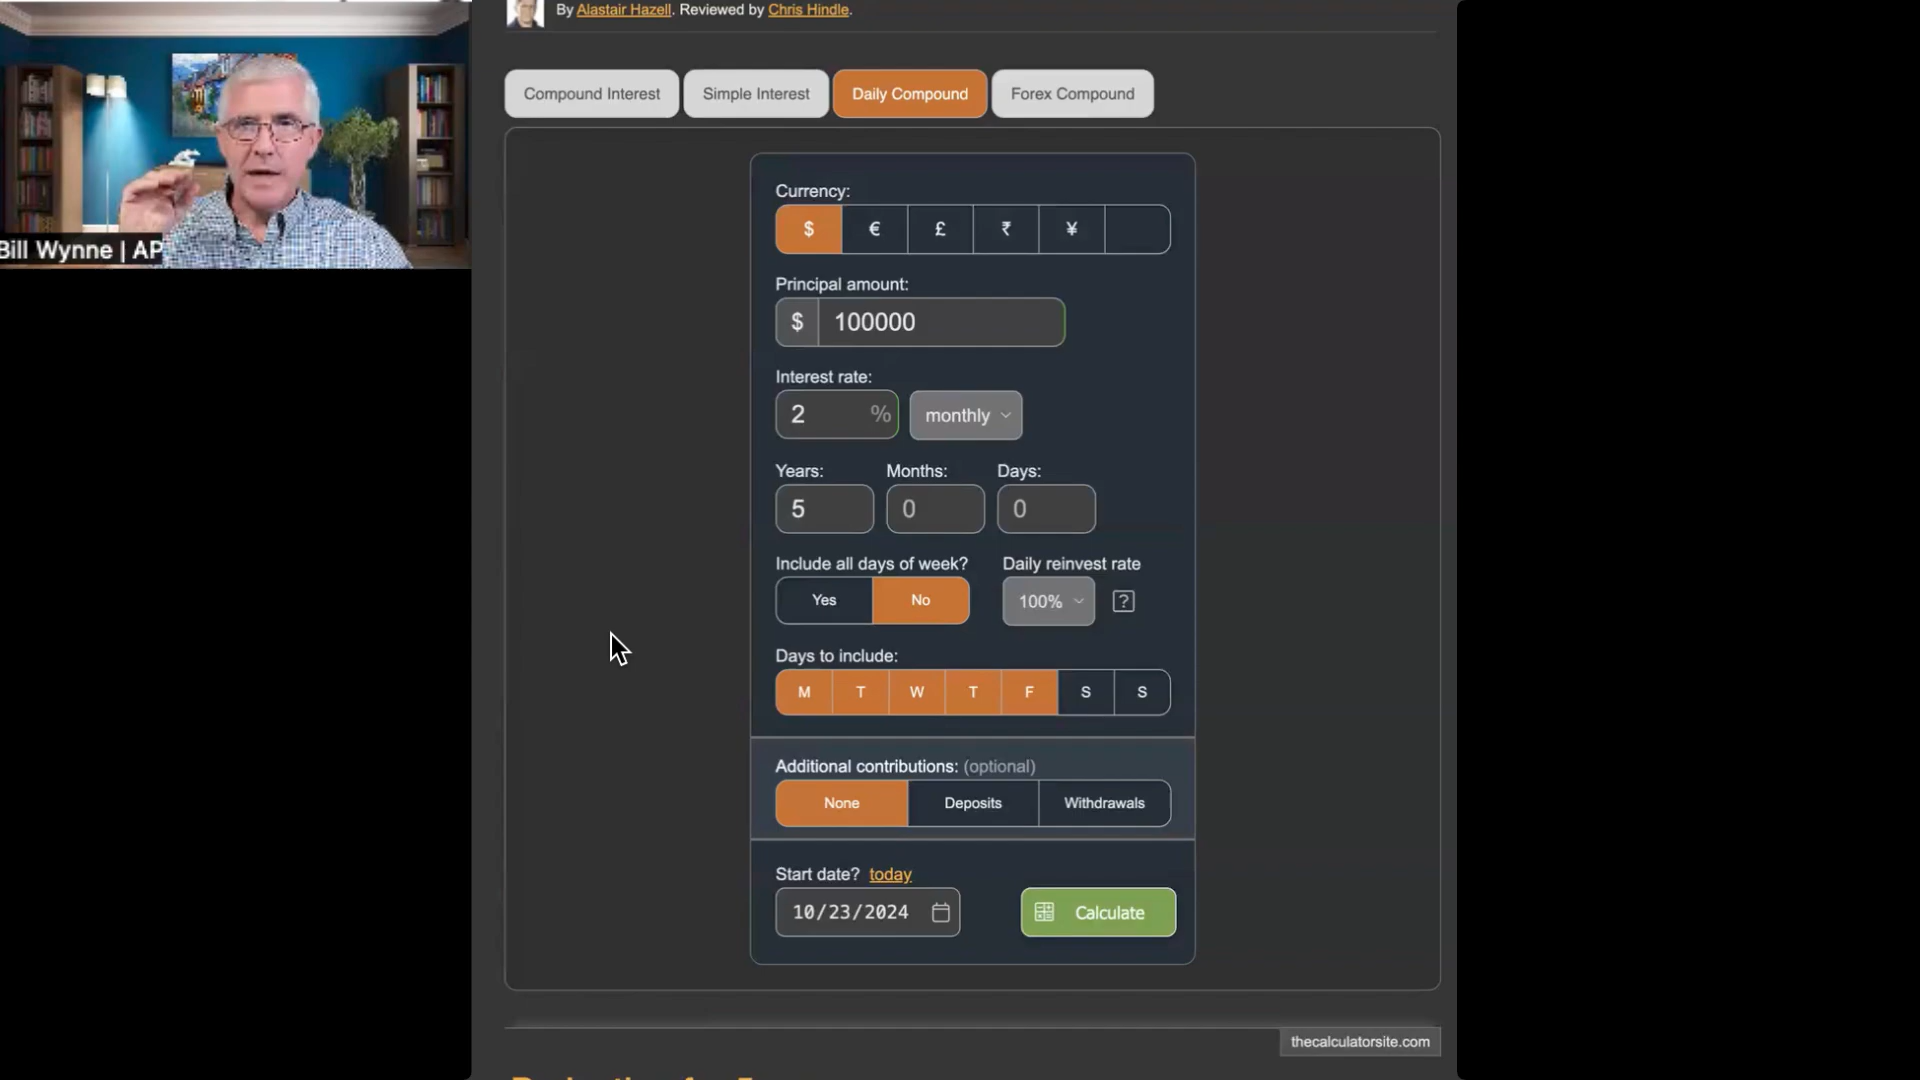 By Alastair Hazell. Reviewed by Chris Hindle.
Compound Interest
Simple Interest
Daily Compound
Forex Compound
Bill Wynne | AP
Currency:
$
€
£
₹
¥
Principal amount:
$ 100000
Interest rate:
2 %
monthly
Years: Months: Days:
5 0 0
Include all days of week? Daily reinvest rate
Yes No 100% ?
Days to include:
M T W T F S S
Additional contributions: (optional)
None Deposits Withdrawals
Start date? today
10/23/2024
Calculate
thecalculatorsite.com